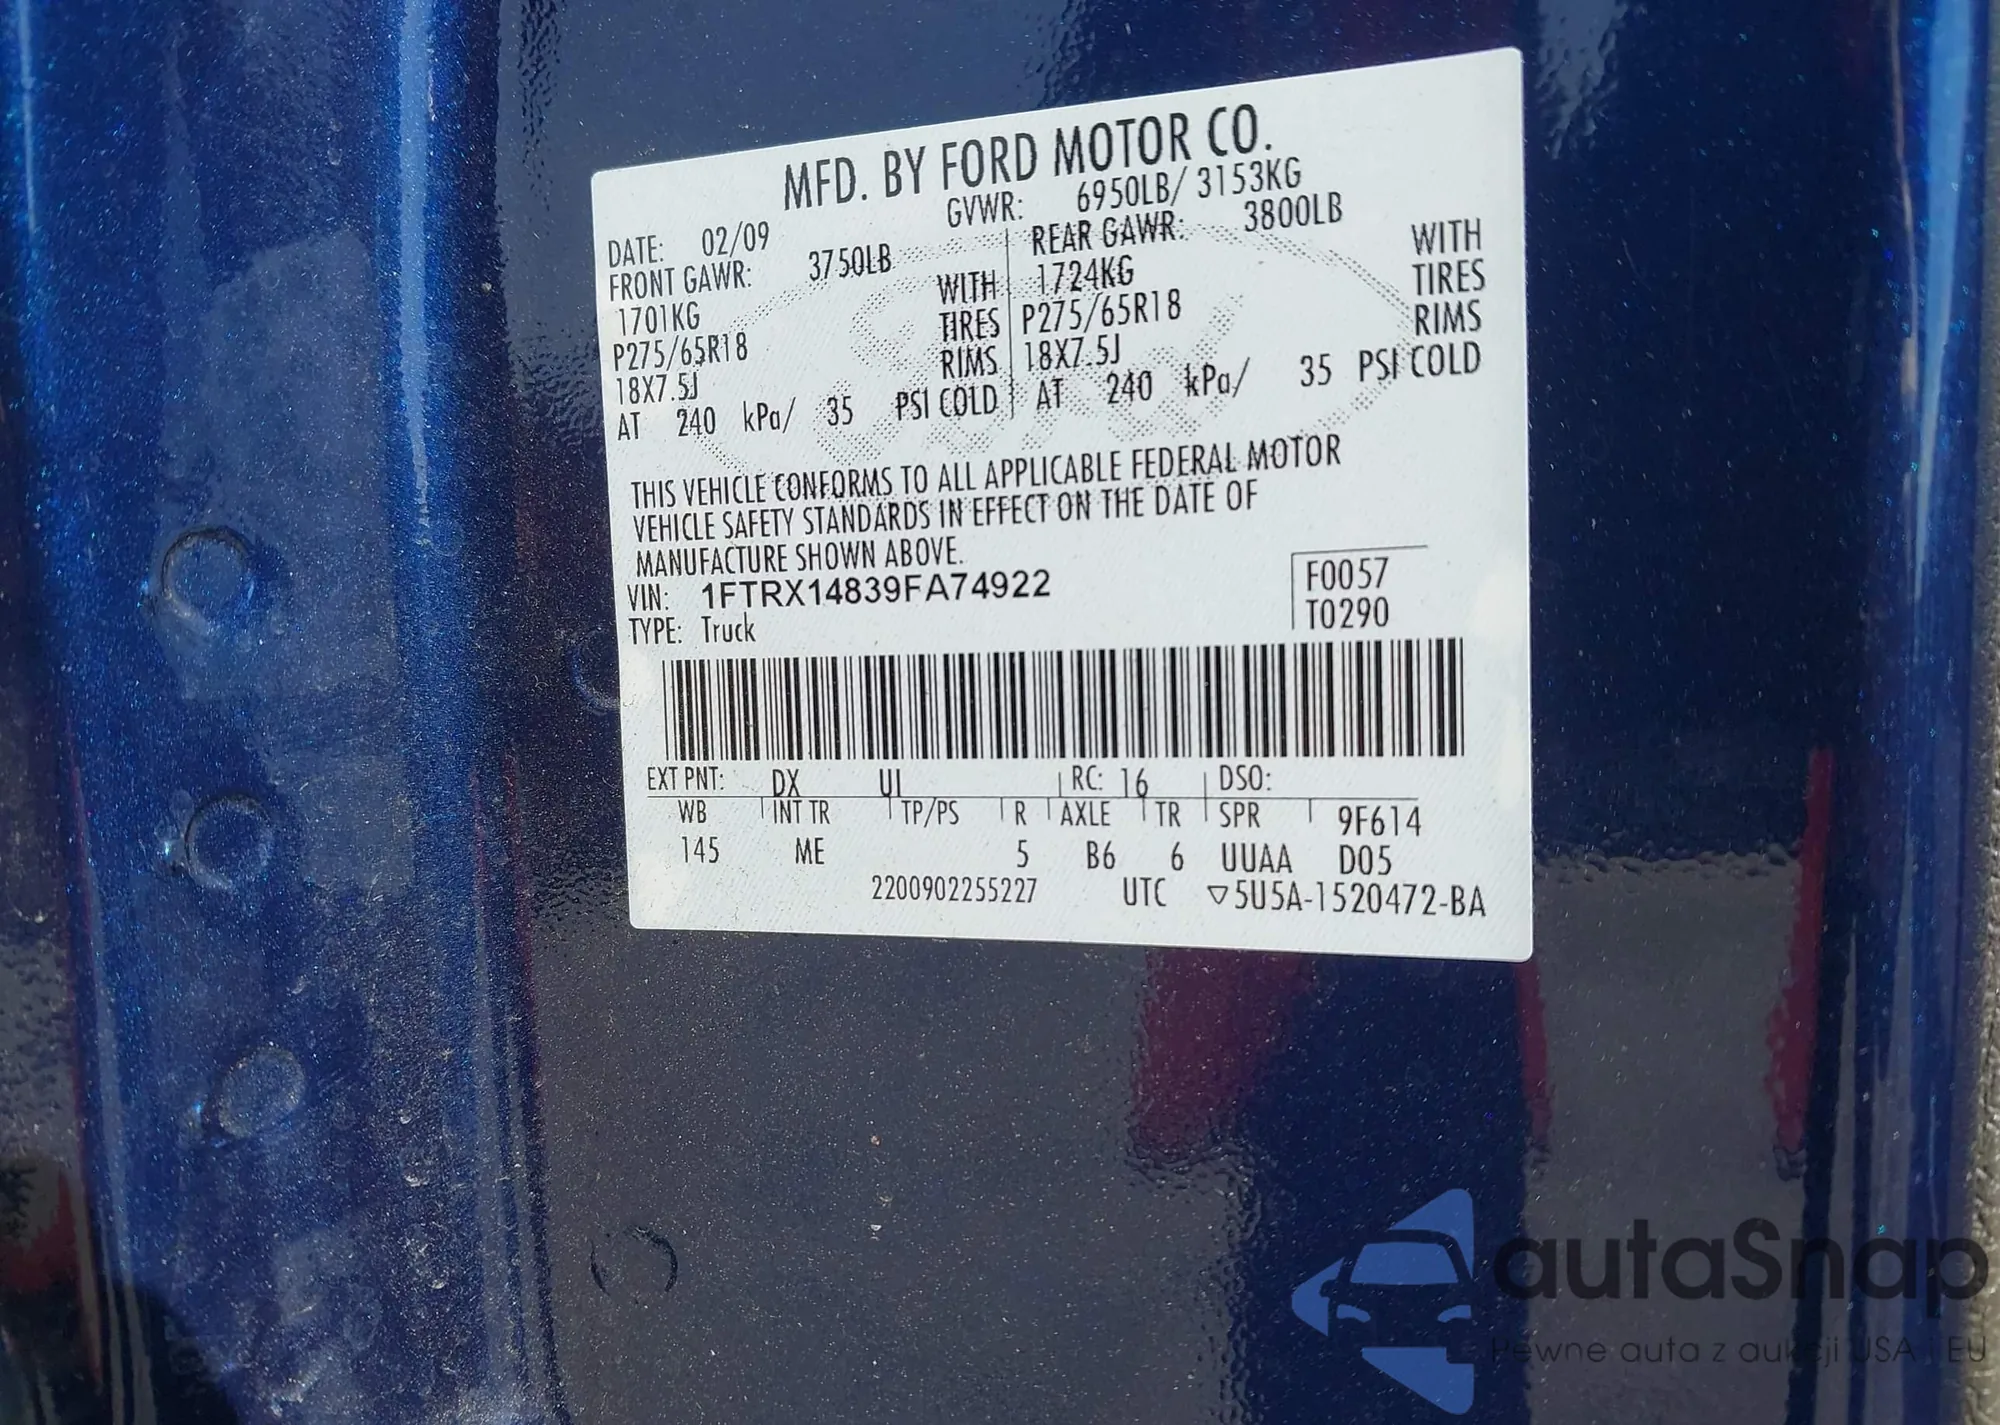 MFD. BY FORD MOTOR CO.
DATE: 02/09 GVWR: 6950LB/ 3153KG
FRONT GAWR: 3750LB REAR GAWR: 3800LB
1701KG WITH 1724KG WITH
P275/65R18 TIRES P275/65R18 TIRES
18X7.5J RIMS 18X7.5J RIMS
AT 240 kPa/ 35 PSI COLD AT 240 kPa/ 35 PSI COLD
THIS VEHICLE CONFORMS TO ALL APPLICABLE FEDERAL MOTOR
VEHICLE SAFETY STANDARDS IN EFFECT ON THE DATE OF
MANUFACTURE SHOWN ABOVE.
VIN: 1FTRX14839FA74922 F0057
TYPE: Truck T0290
EXT PNT: DX UI RC: 16 DSO:
WB INT TR TP/PS R AXLE TR SPR 9F614
145 ME 5 B6 6 UUAA D05
2200902255227 UTC ▽5U5A-1520472-BA
autaSnap
Pewne auta z aukcji USA i EU